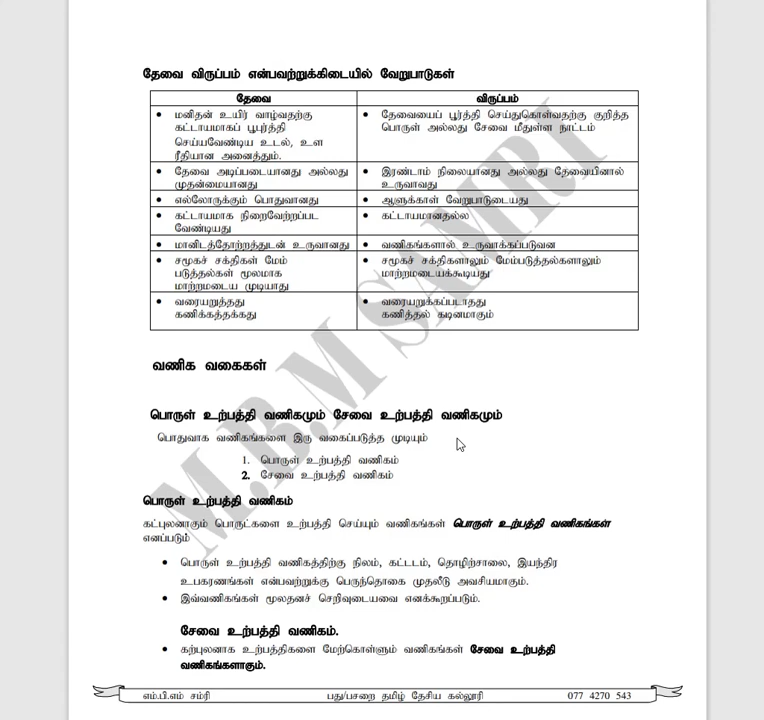 தேவை விருப்பம் என்பவற்றுக்கிடையில் வேறுபாடுகள்
தேவை
விருப்பம்
• மனிதன் உயிர் வாழ்வதற்கு
கட்டாயமாகப் பூபர்த்தி
செய்யவேண்டிய உடல், உள
ரீதியான அனைத்தும்.
• தேவையைப் பூர்த்தி செய்துகொள்வதற்கு குறித்த
பொருள் அல்லது சேவை மீதுள்ள நாட்டம்
• தேவை அடிப்படையானது அல்லது
முதன்மையானது
• இரண்டாம் நிலையானது அல்லது தேவையினால்
உருவாவது
• எல்லோருக்கும் பொதுவானது
• ஆளுக்காள் வேறுபாடுடையது
• கட்டாயமாக நிறைவேற்றப்பட
வேண்டியது
• கட்டாயமானதல்ல
• மானிடத்தோற்றத்துடன் உருவானது
• வணிகங்களால் உருவாக்கப்படுவன
• சமூகச் சக்திகள் மேம்
படுத்தல்கள் மூலமாக
மாற்றமடைய முடியாது
• சமூகச் சக்திகளாலும் மேம்படுத்தல்களாலும்
மாற்றமடையக்கூடியது
• வரையறுத்தது
கணிக்கத்தக்கது
• வரையறுக்கப்படாதது
கணித்தல் கடினமாகும்
வணிக வகைகள்
பொருள் உற்பத்தி வணிகமும் சேவை உற்பத்தி வணிகமும்
பொதுவாக வணிகங்களை இரு வகைப்படுத்த முடியும்
1. பொருள் உற்பத்தி வணிகம்
2. சேவை உற்பத்தி வணிகம்
பொருள் உற்பத்தி வணிகம்
கட்புலனாகும் பொருட்களை உற்பத்தி செய்யும் வணிகங்கள் பொருள் உற்பத்தி வணிகங்கள்
எனப்படும்
• பொருள் உற்பத்தி வணிகத்திற்கு நிலம், கட்டடம், தொழிற்சாலை, இயந்திர
உபகரணங்கள் என்பவற்றுக்கு பெருந்தொகை முதலீடு அவசியமாகும்.
• இவ்வணிகங்கள் மூலதனச் செறிவுடையவை எனக்கூறப்படும்.
சேவை உற்பத்தி வணிகம்.
• கற்புலனாக உற்பத்திகளை மேற்கொள்ளும் வணிகங்கள் சேவை உற்பத்தி
வணிகங்களாகும்.
M.B.M SAMRI
எம்.பி.எம் சம்ரி
பது/பசறை தமிழ் தேசிய கல்லூரி
077 4270 543